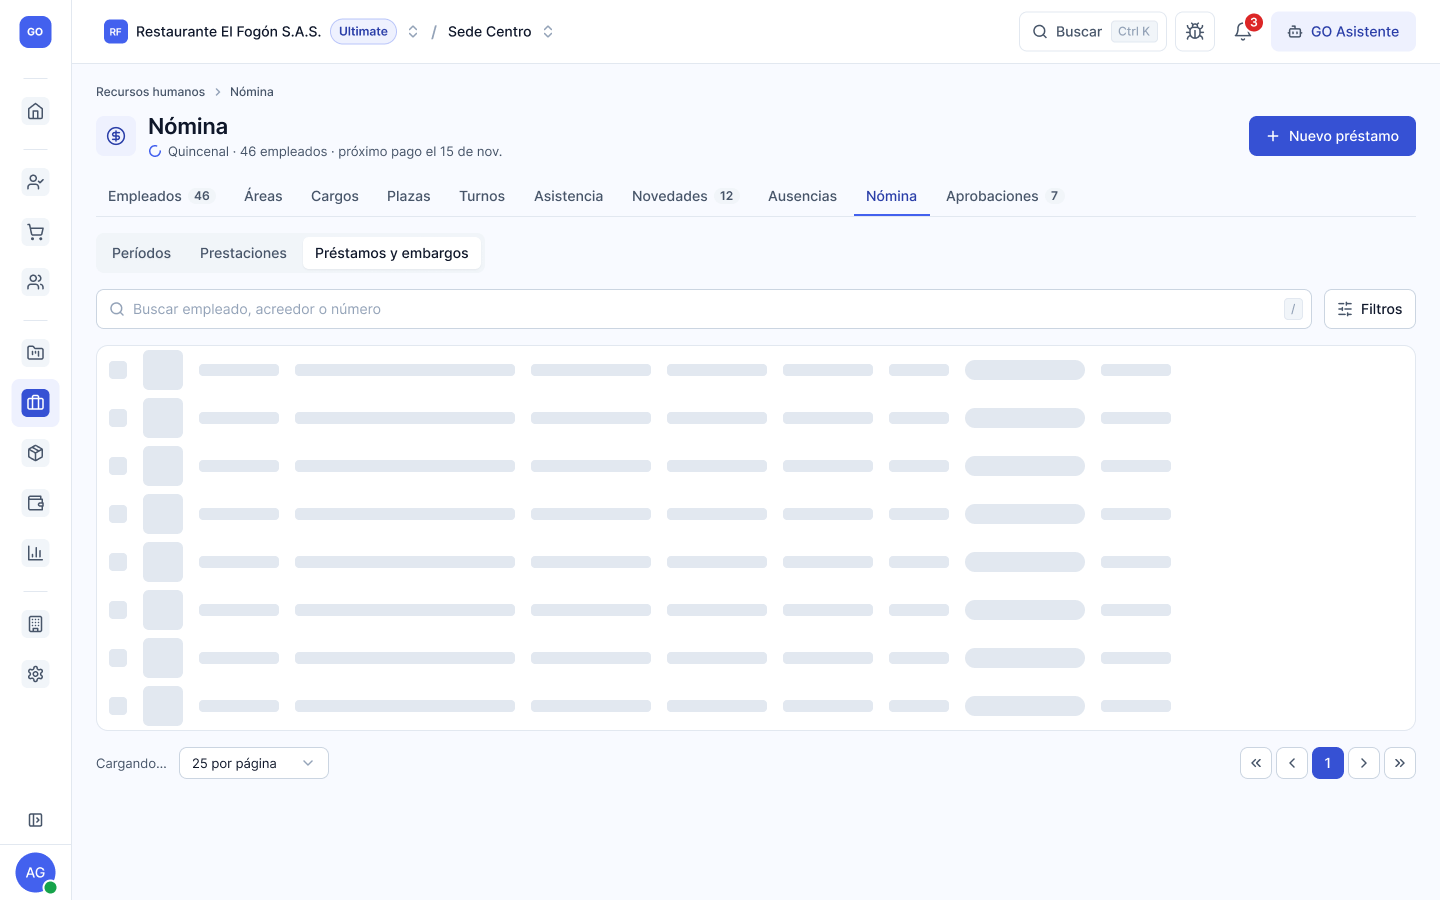 GO
RF Restaurante El Fogón S.A.S. Ultimate / Sede Centro
Buscar Ctrl K
3
GO Asistente
Recursos humanos > Nómina
Nómina
Quincenal · 46 empleados · próximo pago el 15 de nov.
+ Nuevo préstamo
Empleados 46 Áreas Cargos Plazas Turnos Asistencia Novedades 12 Ausencias Nómina Aprobaciones 7
Períodos Prestaciones Préstamos y embargos
Buscar empleado, acreedor o número /
Filtros
Cargando... 25 por página
« < 1 > »
AG